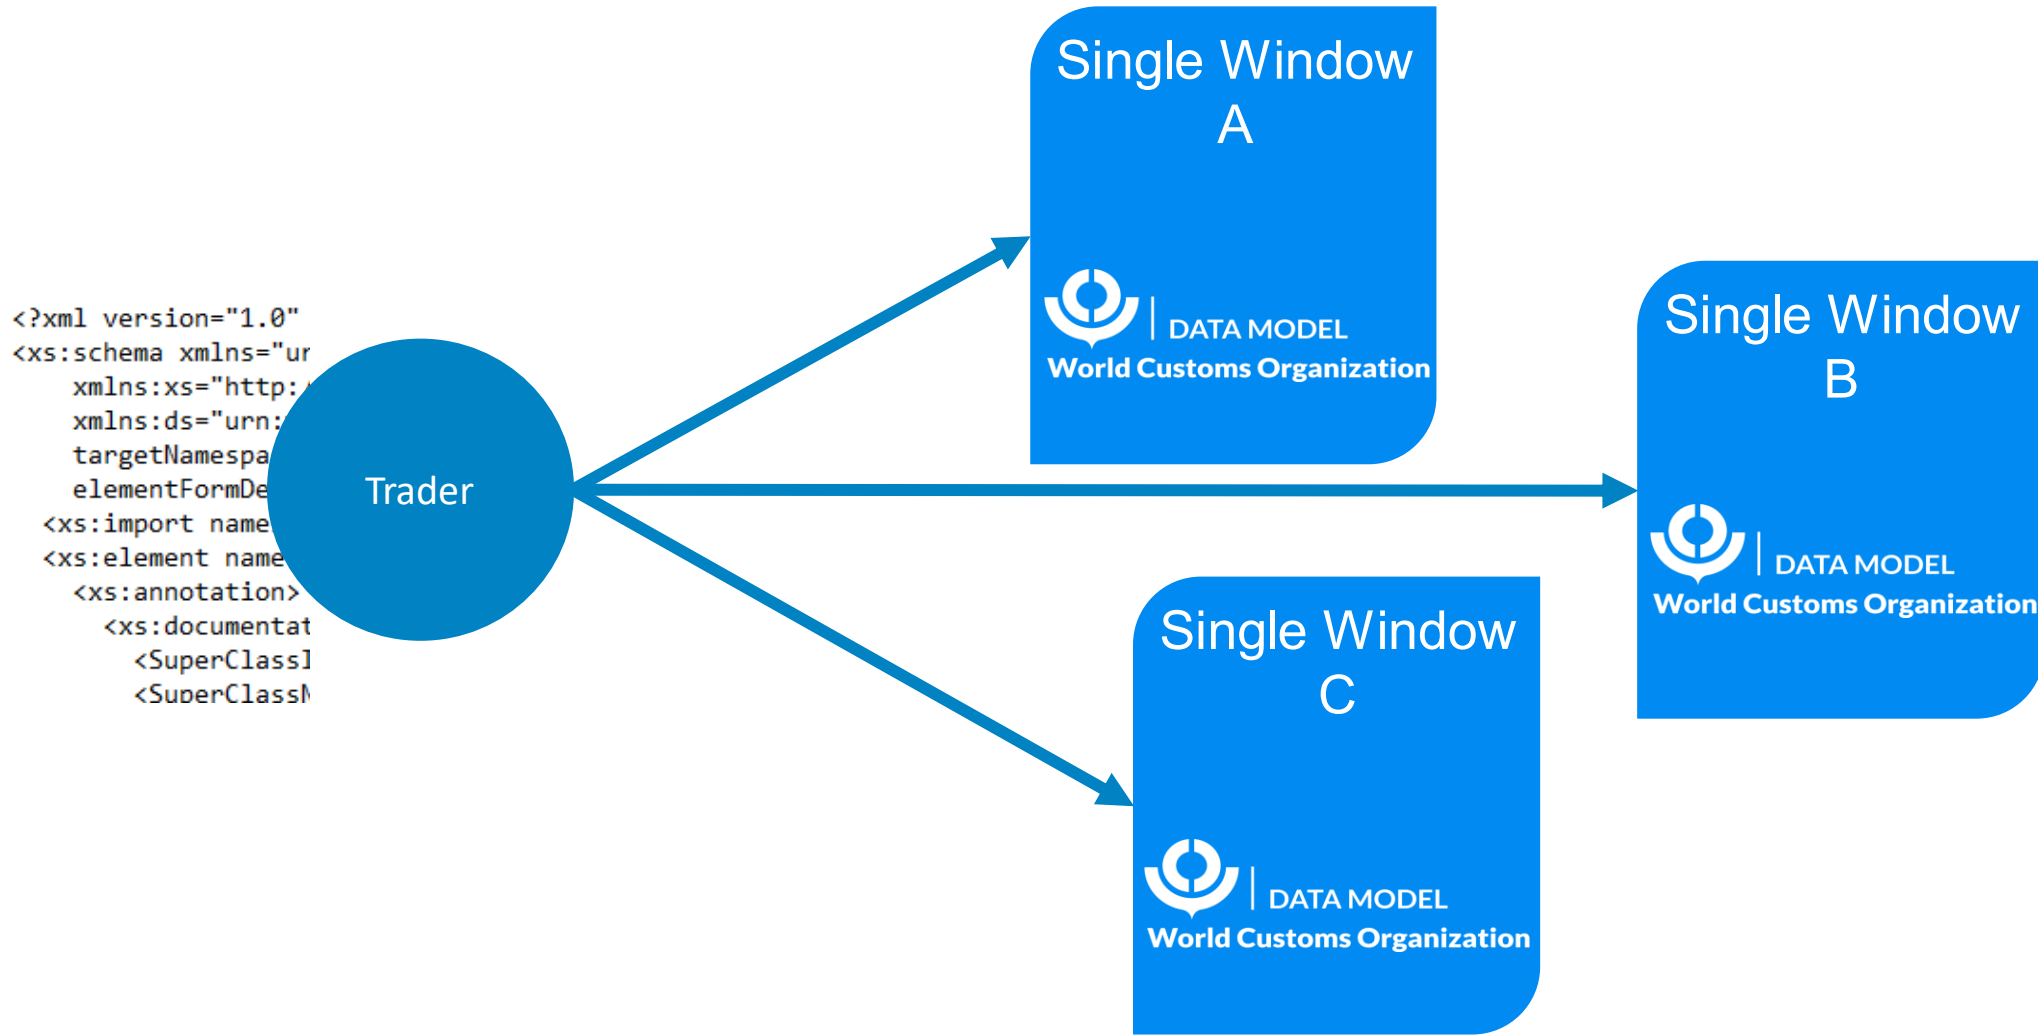 Single Window
A
DATA MODEL
World Customs Organization
<?xml version="1.0"
<xs:schema xmlns="ur
xmlns:xs="http:
xmlns:ds="urn:
targetNamespa
elementFormDe
<xs:import name
<xs:element name
<xs:annotation>
<xs:documentat
<SuperClass
<SuperClass
Trader
Single Window
B
DATA MODEL
World Customs Organization
Single Window
C
DATA MODEL
World Customs Organization